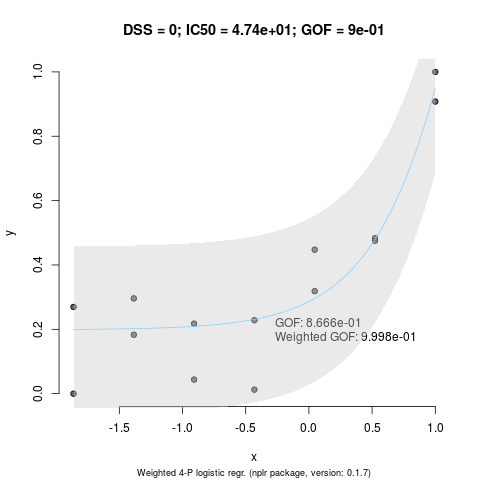 DSS = 0; IC50 = 4.74e+01; GOF = 9e-01
1.0
0.8
0.6
0.4
0.2
0.0
y
GOF: 8.666e-01
Weighted GOF: 9.998e-01
-1.5
-1.0
-0.5
0.0
0.5
1.0
x
Weighted 4-P logistic regr. (nplr package, version: 0.1.7)